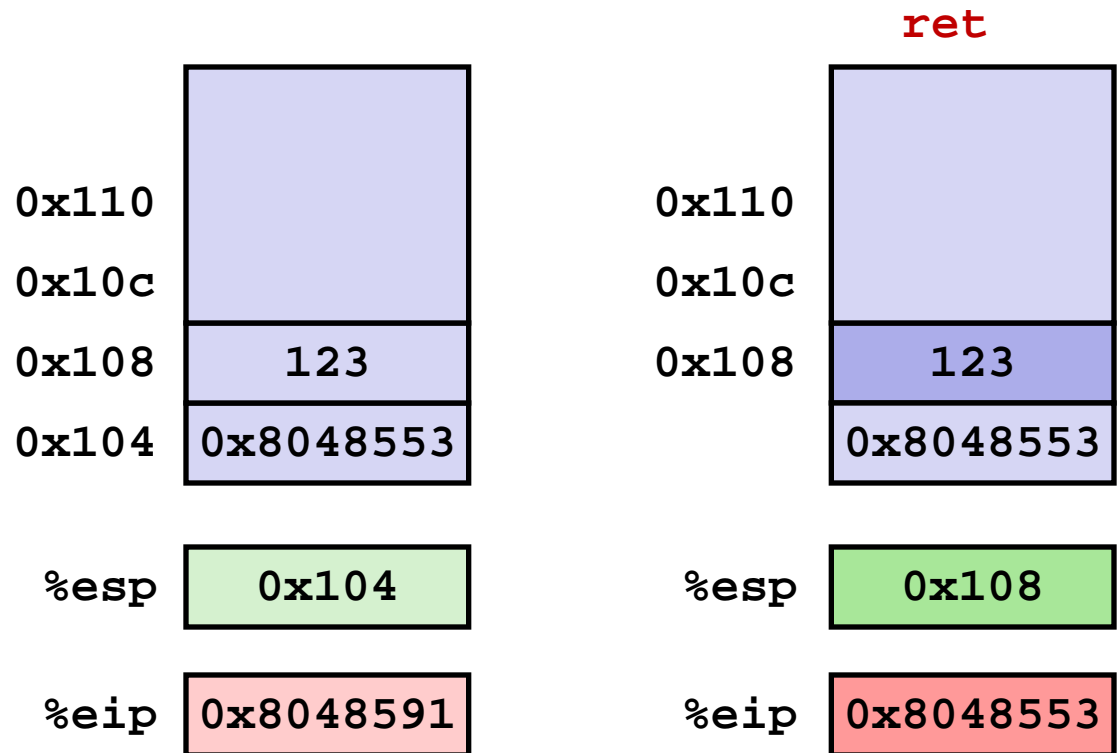 ret
0x110 0x110
0x10c 0x10c
0x108 123 0x108 123
0x104 0x8048553 0x8048553
%esp 0x104 %esp 0x108
%eip 0x8048591 %eip 0x8048553